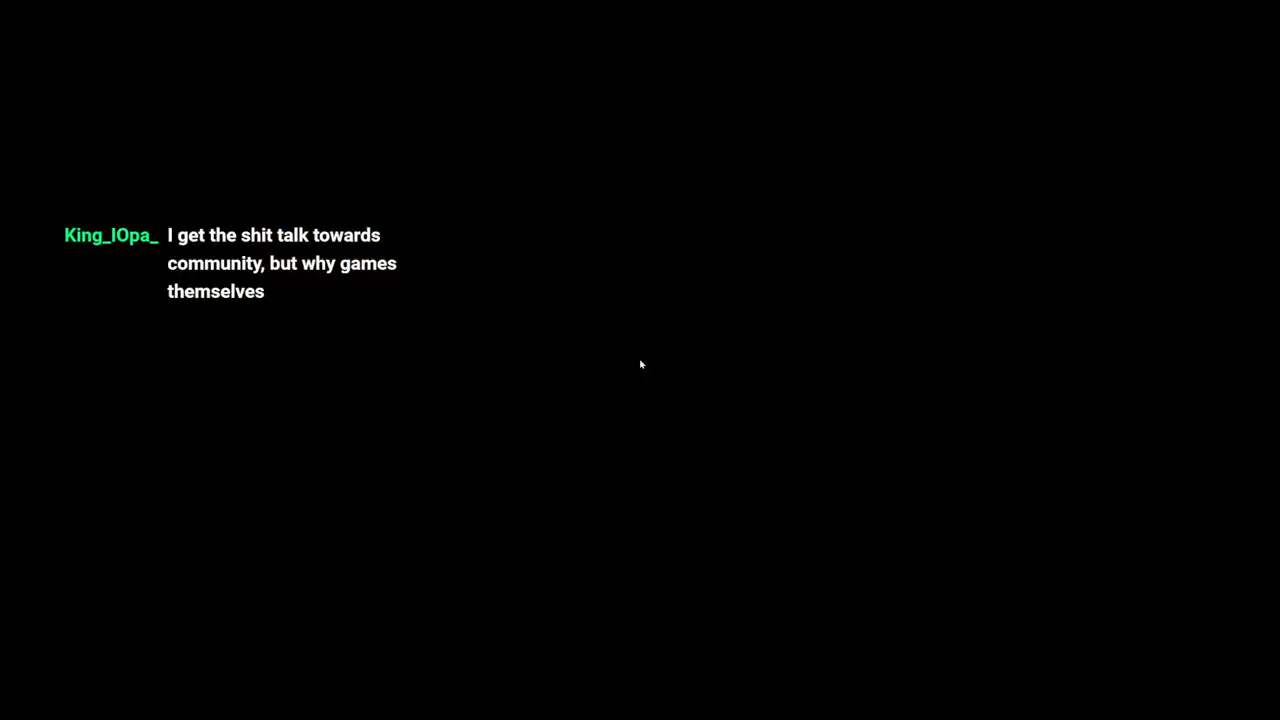 King_lOpa_ I get the shit talk towards
community, but why games
themselves